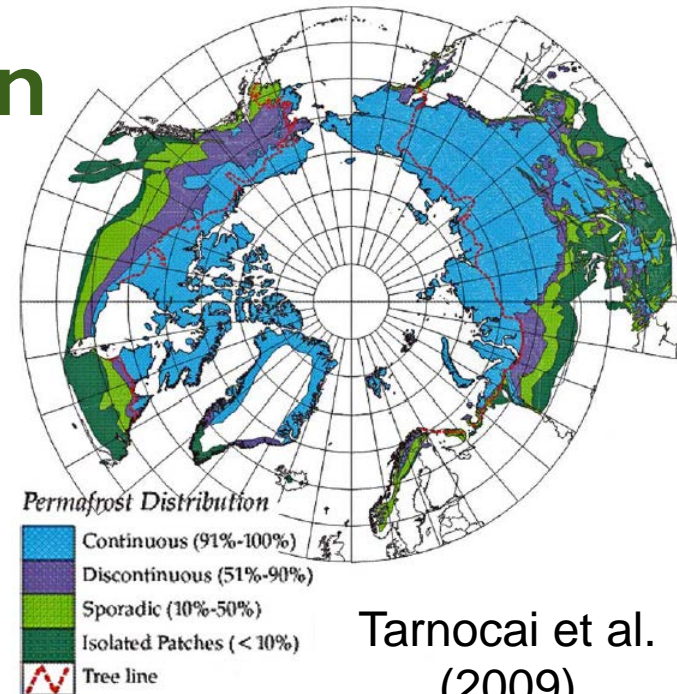 n
Permafrost Distribution
Continuous (91%-100%)
Discontinuous (51%-90%)
Sporadic (10%-50%)
Isolated Patches (< 10%)
Tree line
Tarnocai et al.
(2009)